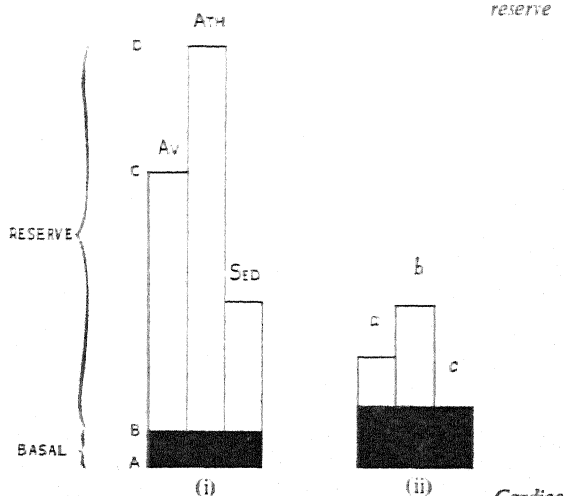 reserve
ATH
D
AV
C
RESERVE
SED
b
a
c
B
BASAL
A
(i)
(ii)
Cardiac